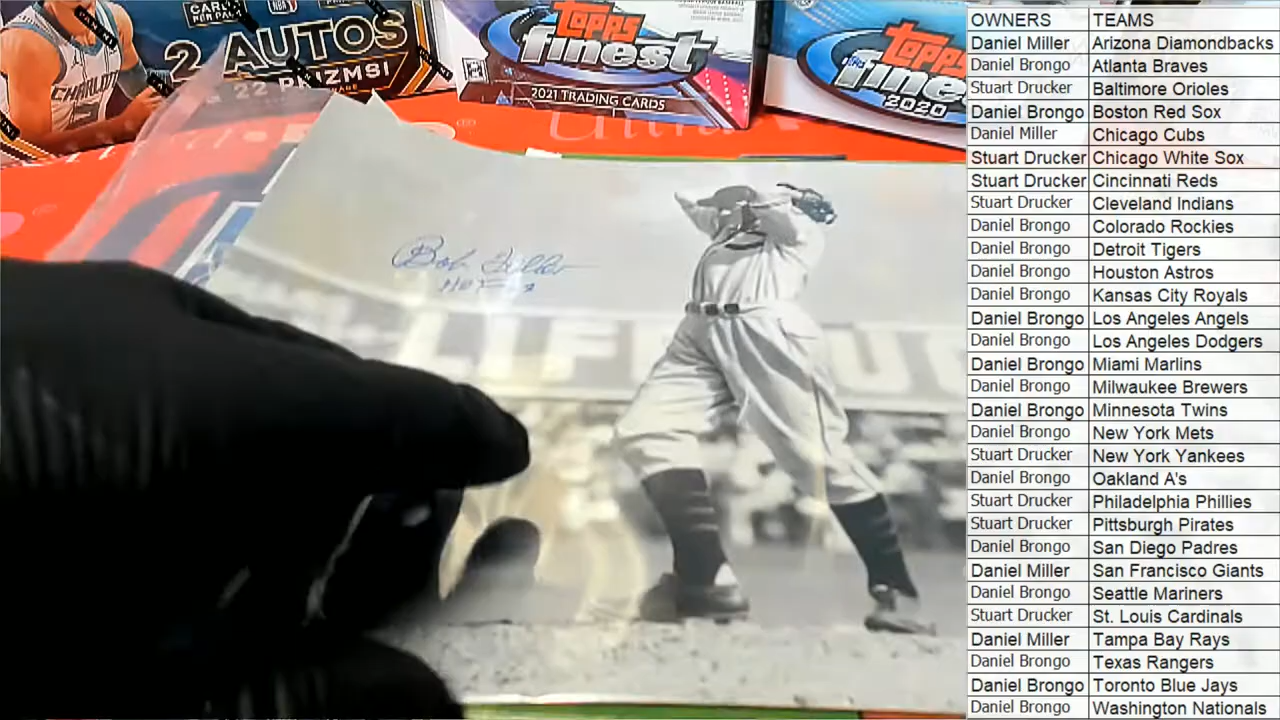 CARDS
PER PACK
NBA
2 AUTOS
22 PRIZMS!
CHARLOTTE
Topps
finest
2021 TRADING CARDS
Topps
fine
2020
Bob Feller
HOF
OWNERS TEAMS
Daniel Miller Arizona Diamondbacks
Daniel Brongo Atlanta Braves
Stuart Drucker Baltimore Orioles
Daniel Brongo Boston Red Sox
Daniel Miller Chicago Cubs
Stuart Drucker Chicago White Sox
Stuart Drucker Cincinnati Reds
Stuart Drucker Cleveland Indians
Daniel Brongo Colorado Rockies
Daniel Brongo Detroit Tigers
Daniel Brongo Houston Astros
Daniel Brongo Kansas City Royals
Daniel Brongo Los Angeles Angels
Daniel Brongo Los Angeles Dodgers
Daniel Brongo Miami Marlins
Daniel Brongo Milwaukee Brewers
Daniel Brongo Minnesota Twins
Daniel Brongo New York Mets
Stuart Drucker New York Yankees
Daniel Brongo Oakland A's
Stuart Drucker Philadelphia Phillies
Stuart Drucker Pittsburgh Pirates
Daniel Brongo San Diego Padres
Daniel Miller San Francisco Giants
Daniel Brongo Seattle Mariners
Stuart Drucker St. Louis Cardinals
Daniel Miller Tampa Bay Rays
Daniel Brongo Texas Rangers
Daniel Brongo Toronto Blue Jays
Daniel Brongo Washington Nationals